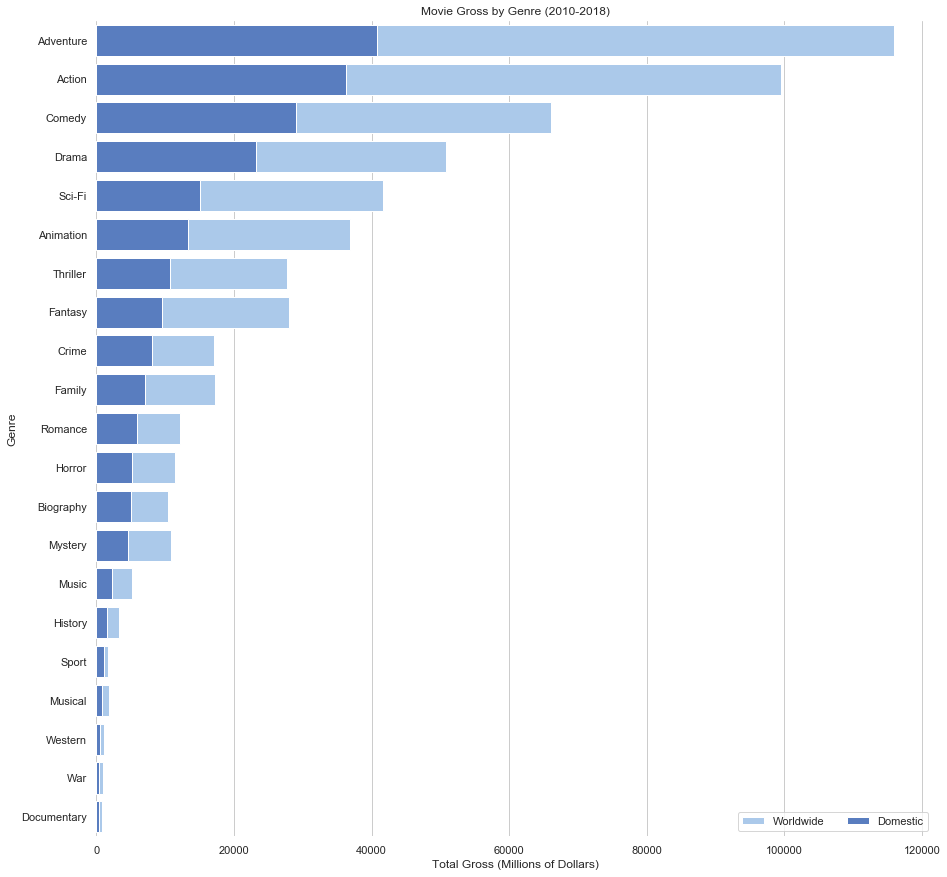 Movie Gross by Genre (2010-2018)
Adventure
Action
Comedy
Drama
Sci-Fi
Animation
Thriller
Fantasy
Crime
Family
Romance
Horror
Biography
Mystery
Music
History
Sport
Musical
Western
War
Documentary
Genre
Worldwide Domestic
0 20000 40000 60000 80000 100000 120000
Total Gross (Millions of Dollars)